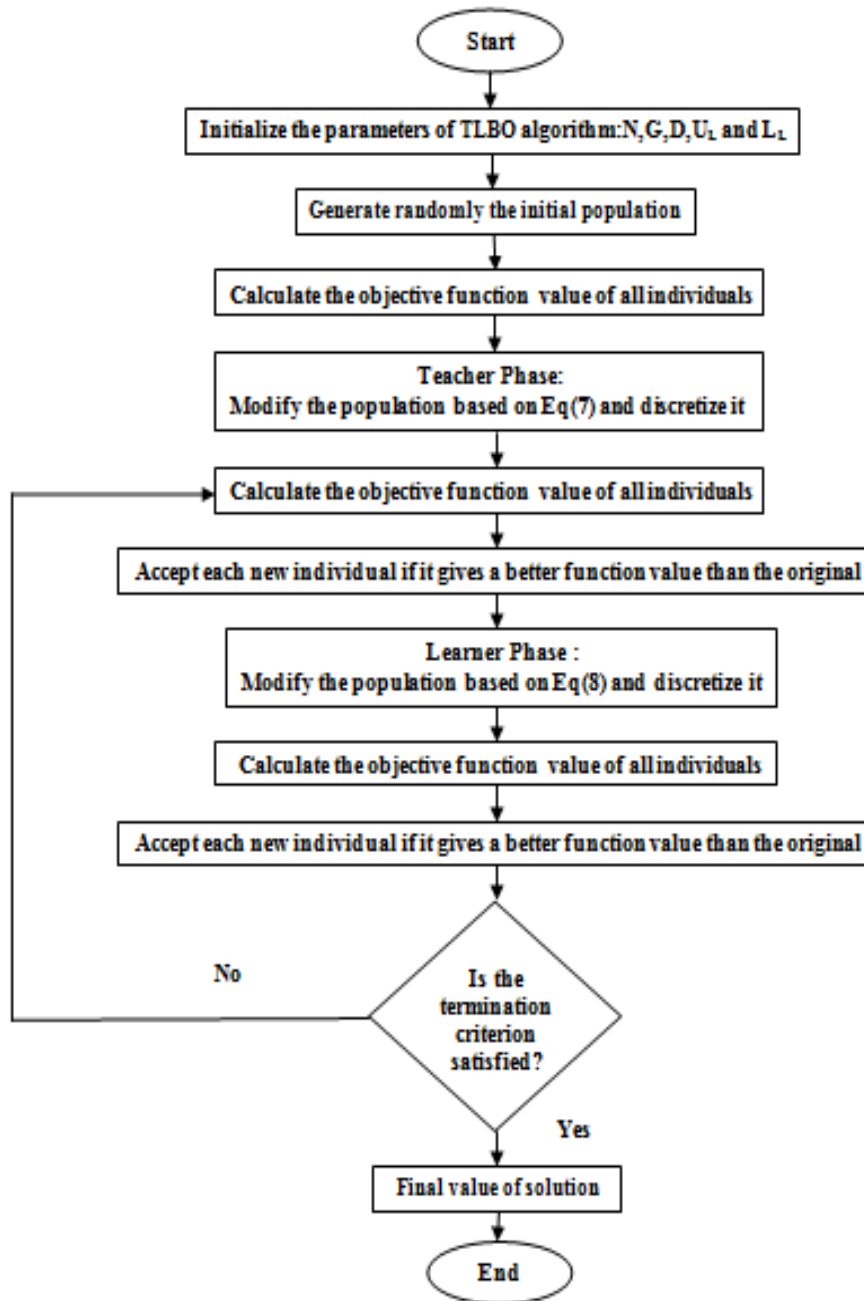 Start
Initialize the parameters of TLBO algorithm:N,G,D,U_L and L_L
Generate randomly the initial population
Calculate the objective function value of all individuals
Teacher Phase:
Modify the population based on Eq(7) and discretize it
Calculate the objective function value of all individuals
Accept each new individual if it gives a better function value than the original
Learner Phase :
Modify the population based on Eq(8) and discretize it
Calculate the objective function value of all individuals
Accept each new individual if it gives a better function value than the original
No
Is the
termination
criterion
satisfied?
Yes
Final value of solution
End